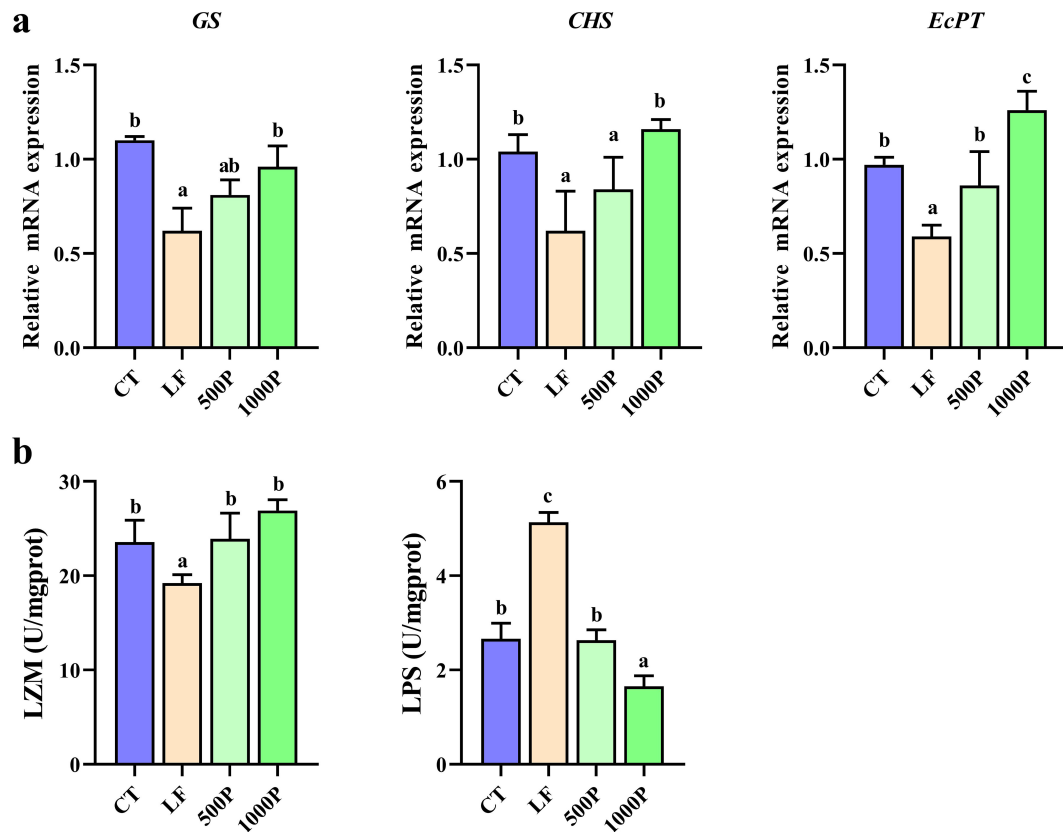 a
GS
Relative mRNA expression
1.5
1.0
0.5
0.0
b
a
ab
b
CT
LF
500P
1000P
CHS
Relative mRNA expression
1.5
1.0
0.5
0.0
b
a
a
b
CT
LF
500P
1000P
EcPT
Relative mRNA expression
1.5
1.0
0.5
0.0
b
a
b
c
CT
LF
500P
1000P
b
LZM (U/mgprot)
30
20
10
0
b
a
b
b
CT
LF
500P
1000P
LPS (U/mgprot)
6
4
2
0
b
c
b
a
CT
LF
500P
1000P